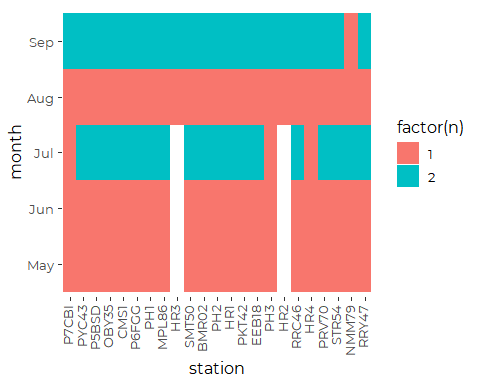 Sep
Aug
Jul
Jun
May
month
P7CBI
PYC43
P5BSD
OBY35
CMS1
P6FGG
PH1
MPL86
HR3
SMT50
BMR02
PH2
HR1
PKT42
EEB18
PH3
HR2
RRC46
HR4
PRV70
STR54
NMM79
RRY47
station
factor(n)
1
2